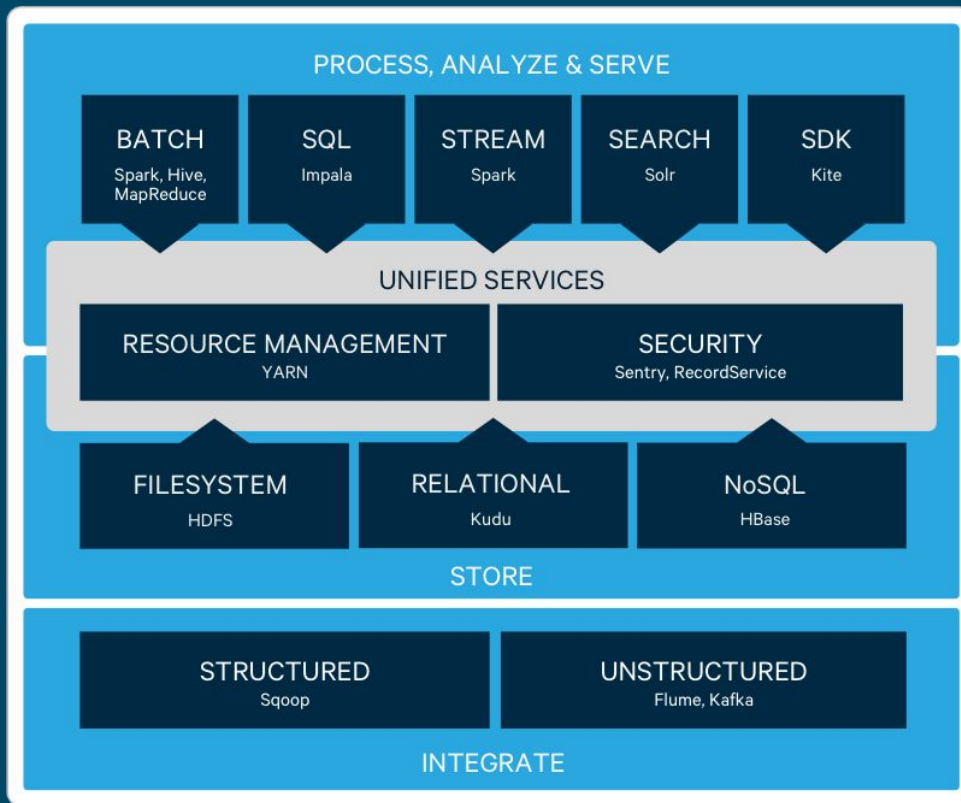 PROCESS, ANALYZE & SERVE
BATCH
Spark, Hive,
MapReduce
SQL
Impala
STREAM
Spark
SEARCH
Solr
SDK
Kite
UNIFIED SERVICES
RESOURCE MANAGEMENT
YARN
SECURITY
Sentry, RecordService
FILESYSTEM
HDFS
RELATIONAL
Kudu
NoSQL
HBase
STORE
STRUCTURED
Sqoop
UNSTRUCTURED
Flume, Kafka
INTEGRATE